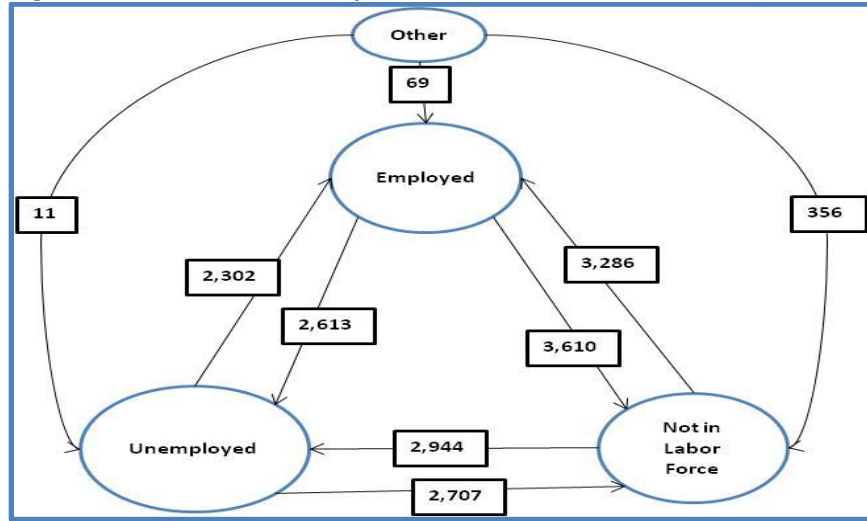 Other
69
Employed
11
356
2,302
3,286
2,613
3,610
Unemployed
2,944
Not in
Labor
Force
2,707